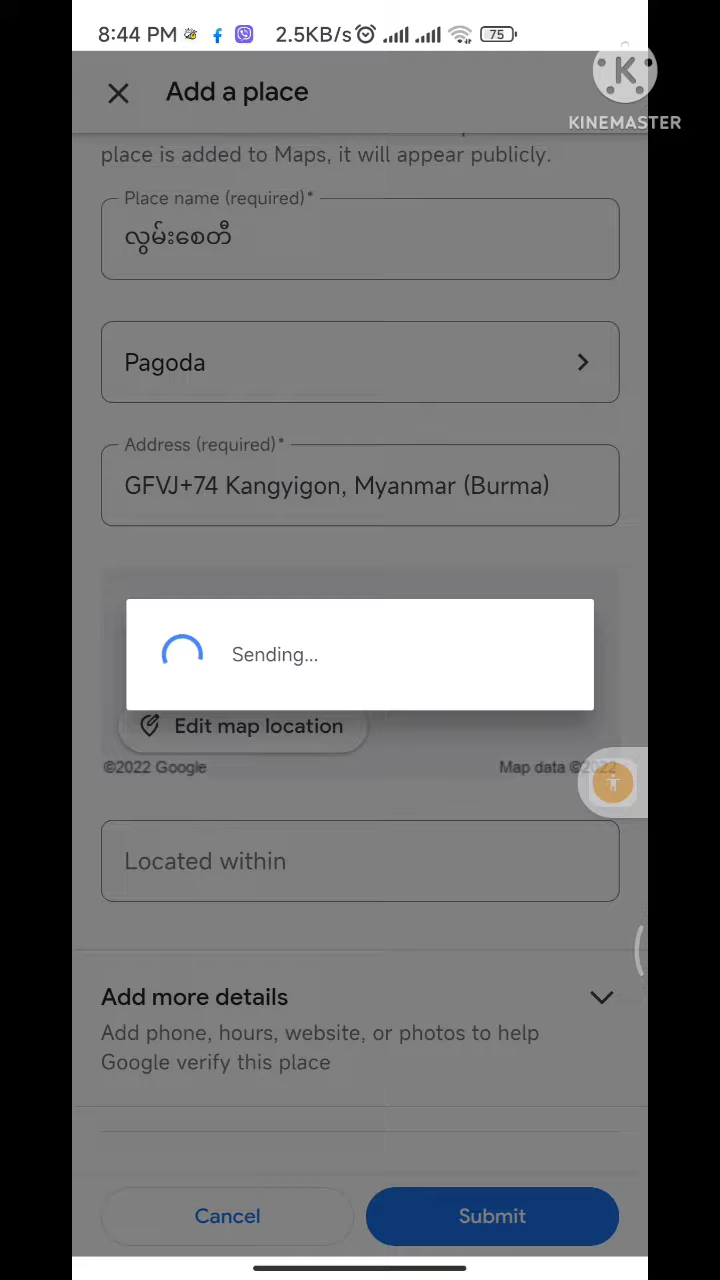 8:44 PM 2.5KB/s 75
Add a place
K
KINEMASTER
place is added to Maps, it will appear publicly.
Place name (required)*
လွမ်းစေတီ
Pagoda
Address (required)*
GFVJ+74 Kangyigon, Myanmar (Burma)
Sending...
Edit map location
©2022 Google Map data ©2022
Located within
Add more details
Add phone, hours, website, or photos to help
Google verify this place
Cancel Submit